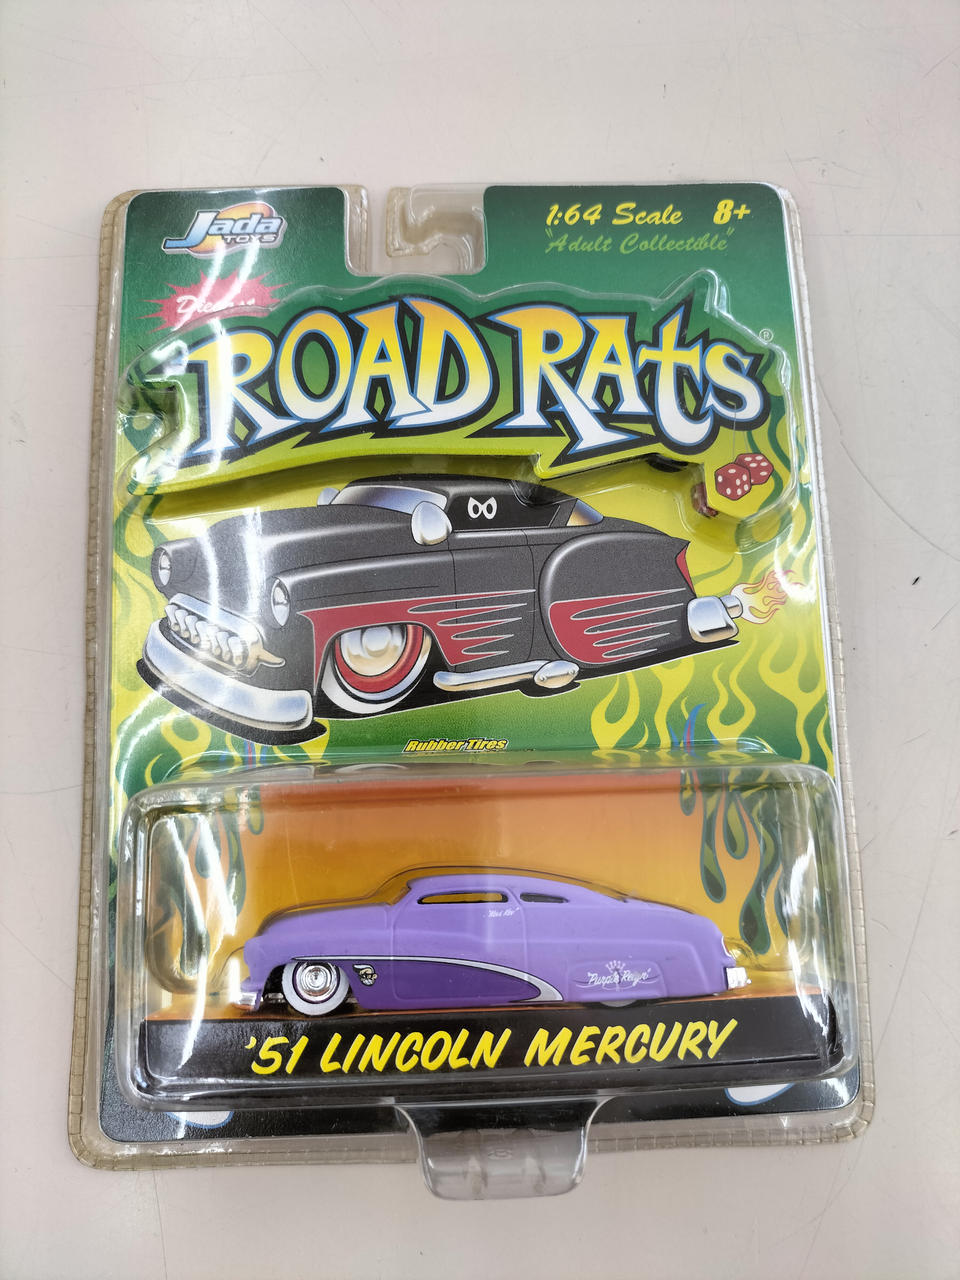 Jada
TOYS
1:64 Scale 8+
"Adult Collectible"
ROAD RATS®
Rubber Tires
"Purple Reign"
'51 LINCOLN MERCURY